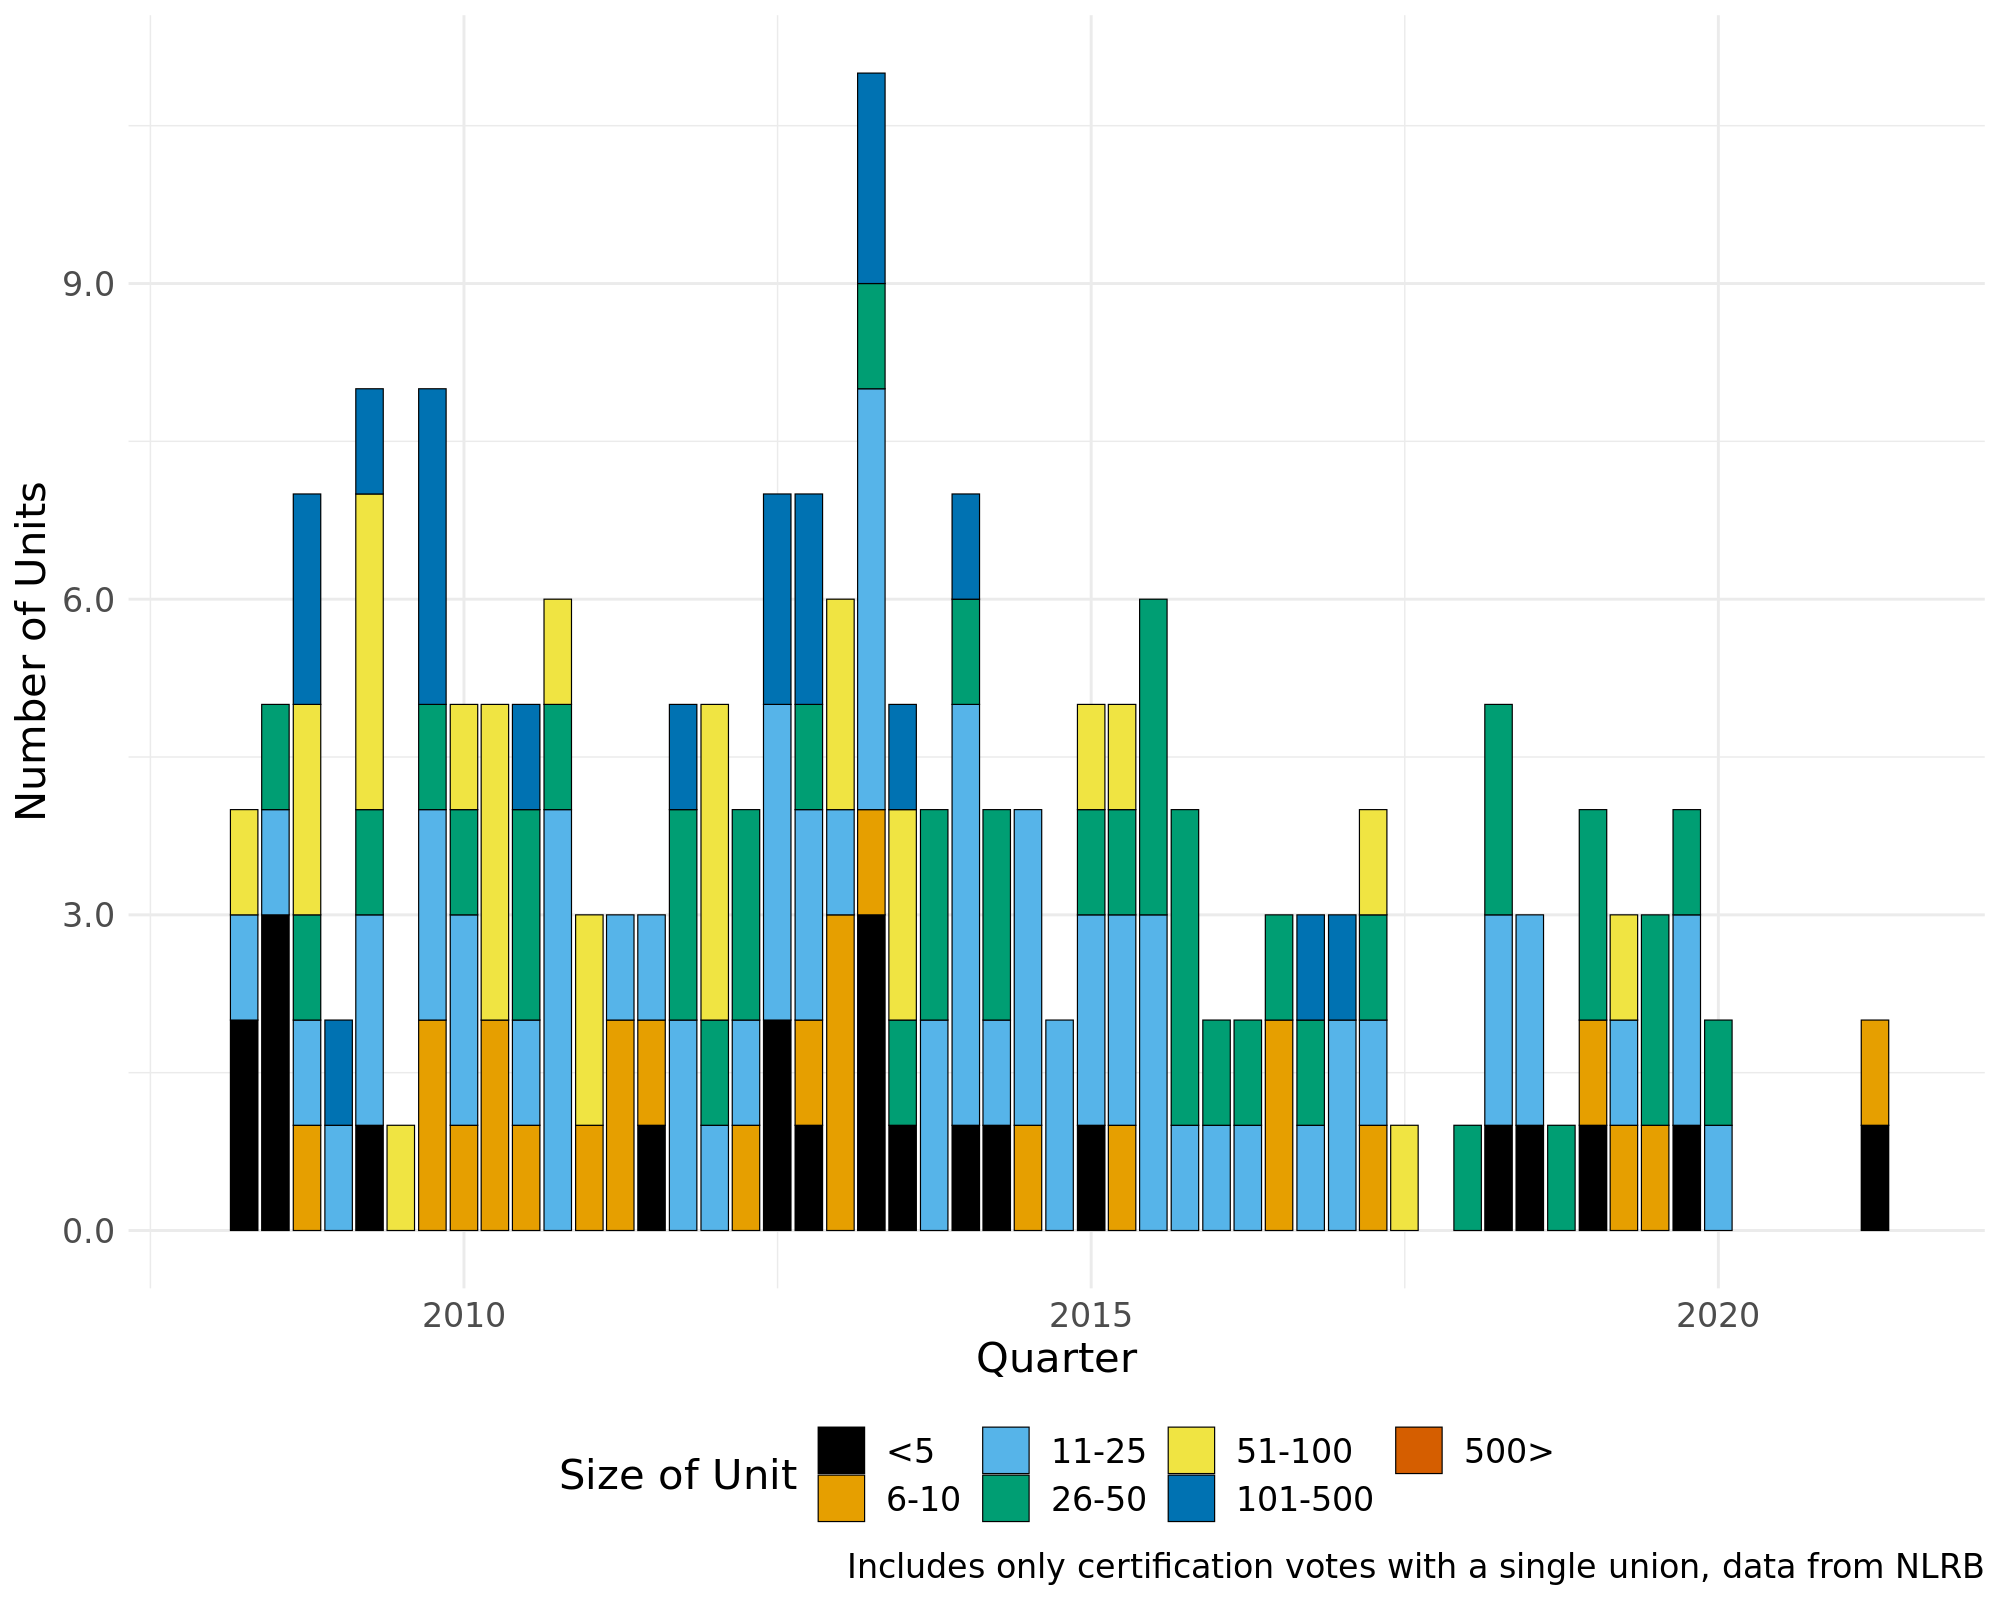 Number of Units
9.0
6.0
3.0
0.0
2010 2015 2020
Quarter
Size of Unit
<5 11-25 51-100 500>
6-10 26-50 101-500
Includes only certification votes with a single union, data from NLRB